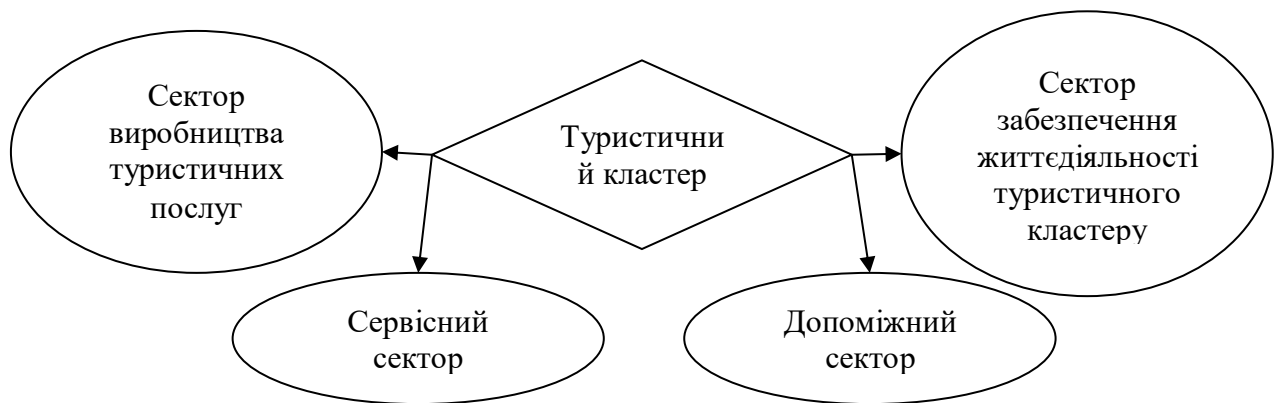 Сектор
виробництва
туристичних
послуг
Туристични
й кластер
Сектор
забезпечення
життєдіяльності
туристичного
кластеру
Сервісний
сектор
Допоміжний
сектор